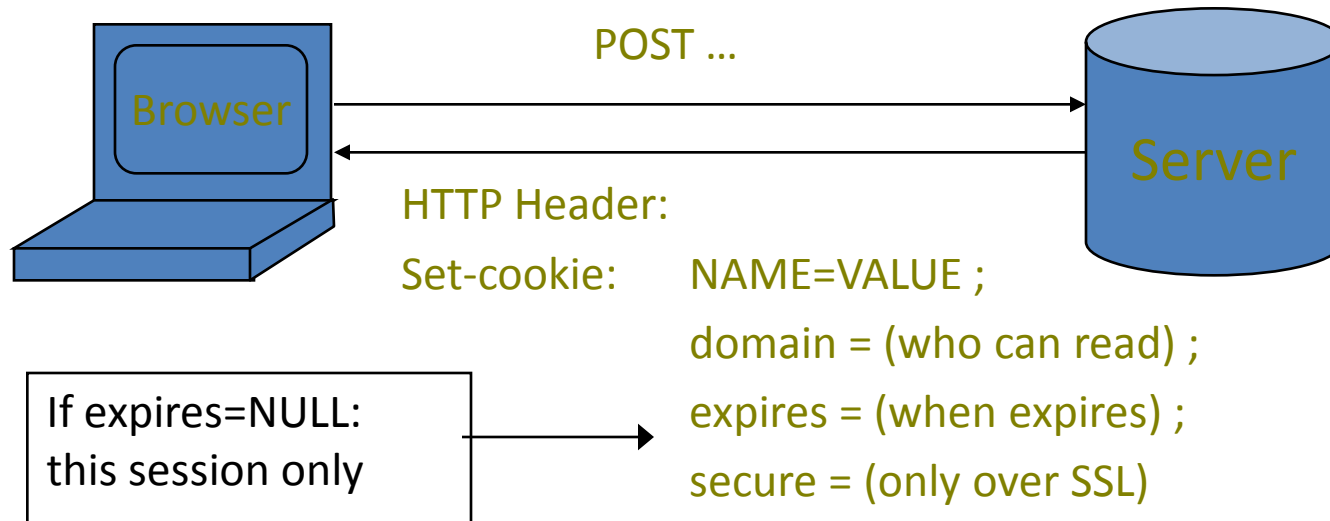 POST …
Browser
Server
HTTP Header:
Set-cookie: NAME=VALUE ;
domain = (who can read) ;
expires = (when expires) ;
secure = (only over SSL)
If expires=NULL:
this session only